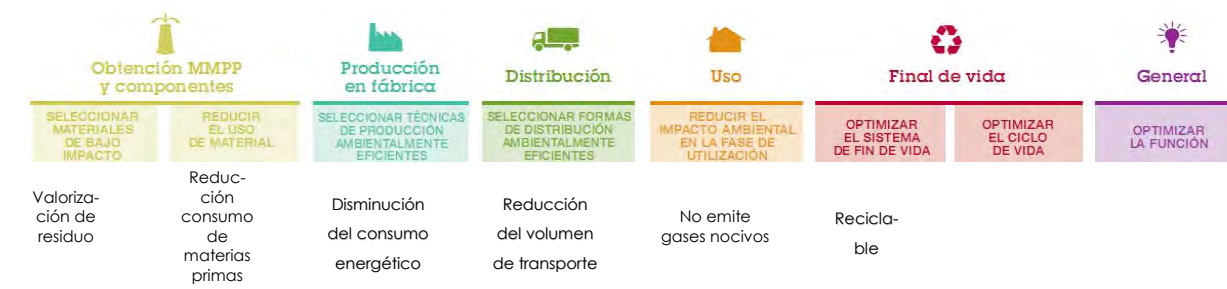 Obtención MMPP
y componentes
Producción
en fábrica
Distribución
Uso
Final de vida
General
SELECCIONAR
MATERIALES
DE BAJO
IMPACTO
REDUCIR
EL USO
DE MATERIAL
SELECCIONAR TÉCNICAS
DE PRODUCCIÓN
AMBIENTALMENTE
EFICIENTES
SELECCIONAR FORMAS
DE DISTRIBUCIÓN
AMBIENTALMENTE
EFICIENTES
REDUCIR EL
IMPACTO AMBIENTAL
EN LA FASE DE
UTILIZACIÓN
OPTIMIZAR
EL SISTEMA
DE FIN DE VIDA
OPTIMIZAR
EL CICLO
DE VIDA
OPTIMIZAR
LA FUNCIÓN
Valoriza-
ción de
residuo
Reduc-
ción
consumo
de
materias
primas
Disminución
del consumo
energético
Reducción
del volumen
de transporte
No emite
gases nocivos
Recicla-
ble